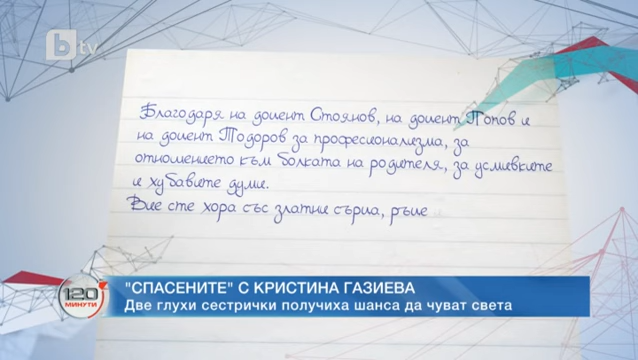 btv
Благодаря на доцент Стоянов, на доцент Попов и
на доцент Тодоров за професионализма, за
отношението към болката на родителя, за усмивките
и хубавите думи.
Вие сте хора със златни сърца, ръце
"СПАСЕНИТЕ" С КРИСТИНА ГАЗИЕВА
Две глухи сестрички получиха шанса да чуват света
120
МИНУТИ